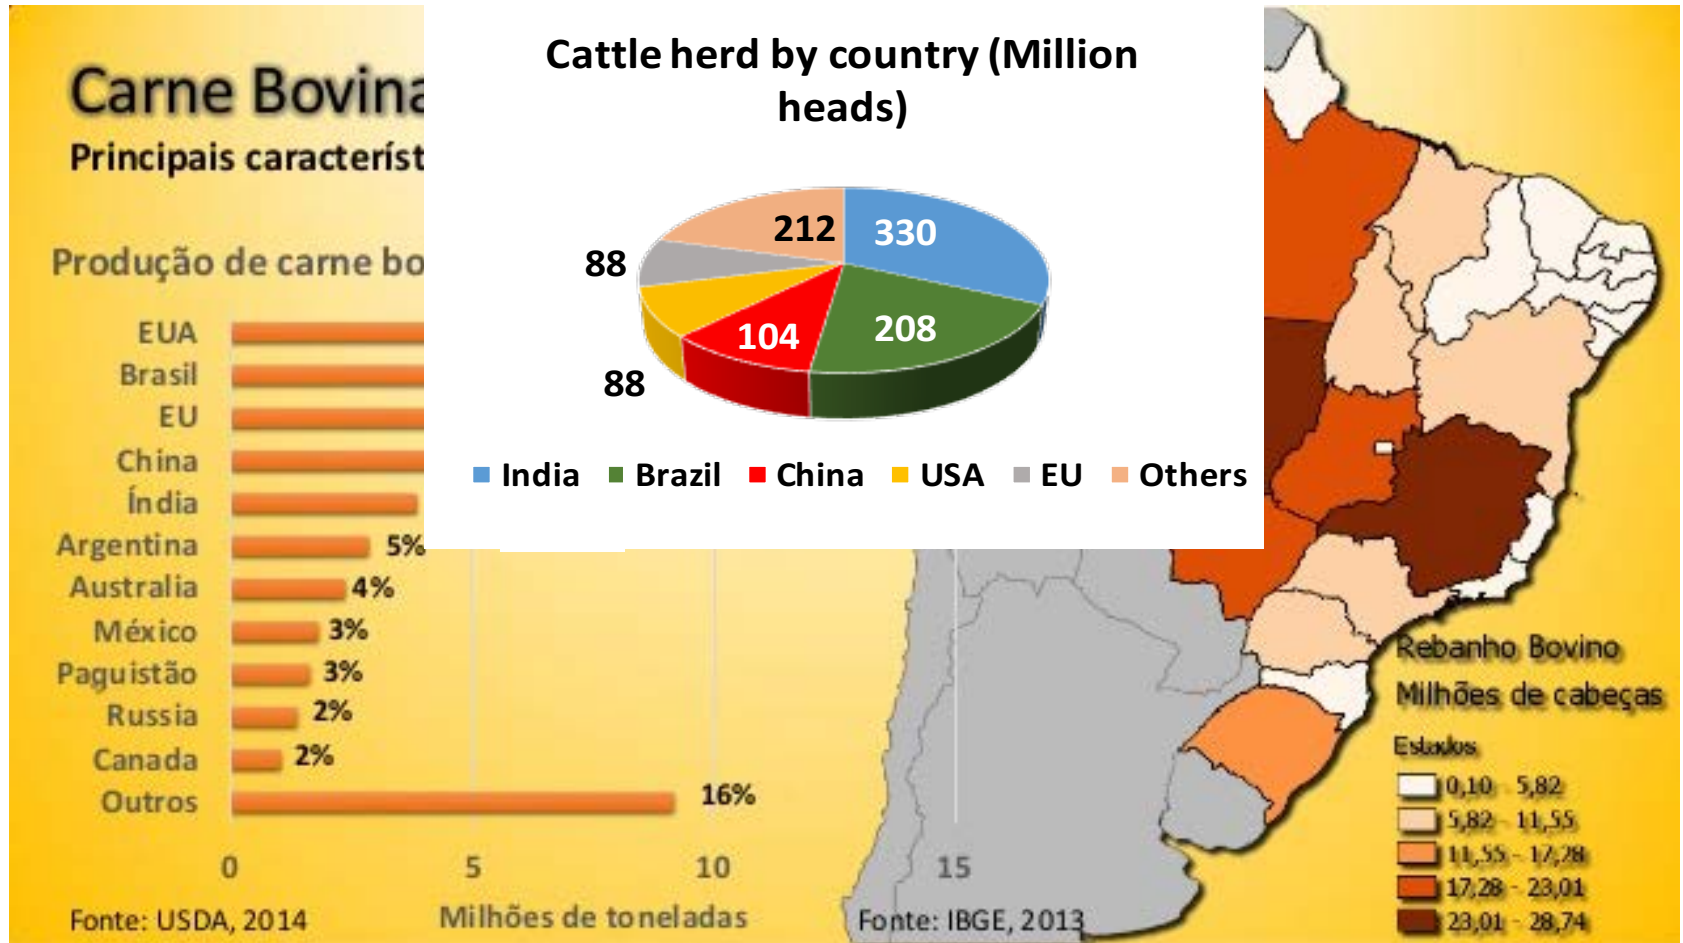 Carne Bovina
Principais característ
Produção de carne bo
EUA
Brasil
EU
China
Índia
Argentina 5%
Australia 4%
México 3%
Paguistão 3%
Russia 2%
Canada 2%
Outros 16%
0 5 10 15
Milhões de toneladas
Fonte: USDA, 2014
Cattle herd by country (Million
heads)
330
208
104
88
88
212
India Brazil China USA EU Others
Rebanho Bovino
Milhões de cabeças
Estados
0,10 - 5,82
5,82 - 11,55
11,55 - 17,28
17,28 - 23,01
23,01 - 28,74
Fonte: IBGE, 2013